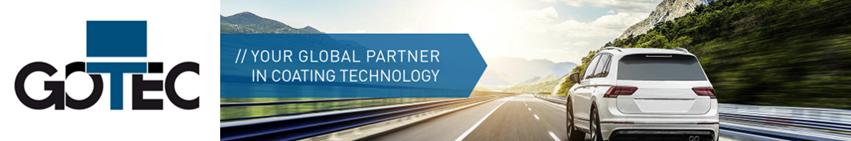 GOTEC
// YOUR GLOBAL PARTNER
IN COATING TECHNOLOGY